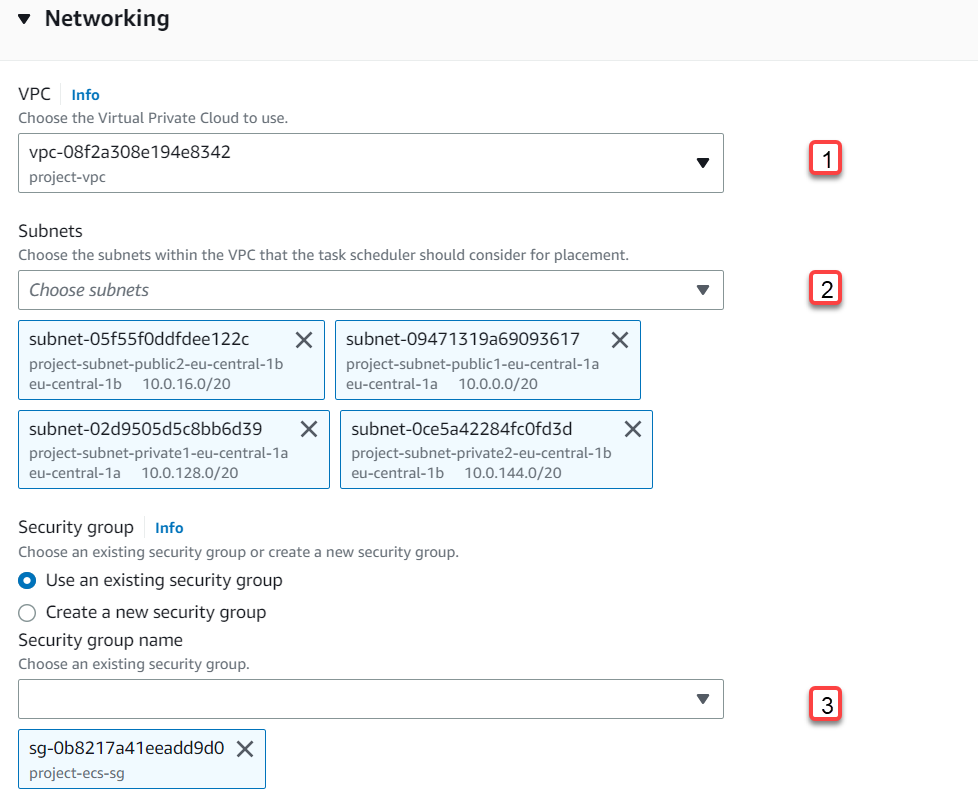 Networking
VPC Info
Choose the Virtual Private Cloud to use.
vpc-08f2a308e194e8342
project-vpc
1
Subnets
Choose the subnets within the VPC that the task scheduler should consider for placement.
Choose subnets
2
subnet-05f55f0ddfdee122c
project-subnet-public2-eu-central-1b
eu-central-1b 10.0.16.0/20
subnet-09471319a69093617
project-subnet-public1-eu-central-1a
eu-central-1a 10.0.0.0/20
subnet-02d9505d5c8bb6d39
project-subnet-private1-eu-central-1a
eu-central-1a 10.0.128.0/20
subnet-0ce5a42284fc0fd3d
project-subnet-private2-eu-central-1b
eu-central-1b 10.0.144.0/20
Security group Info
Choose an existing security group or create a new security group.
Use an existing security group
Create a new security group
Security group name
Choose an existing security group.
3
sg-0b8217a41eeadd9d0
project-ecs-sg